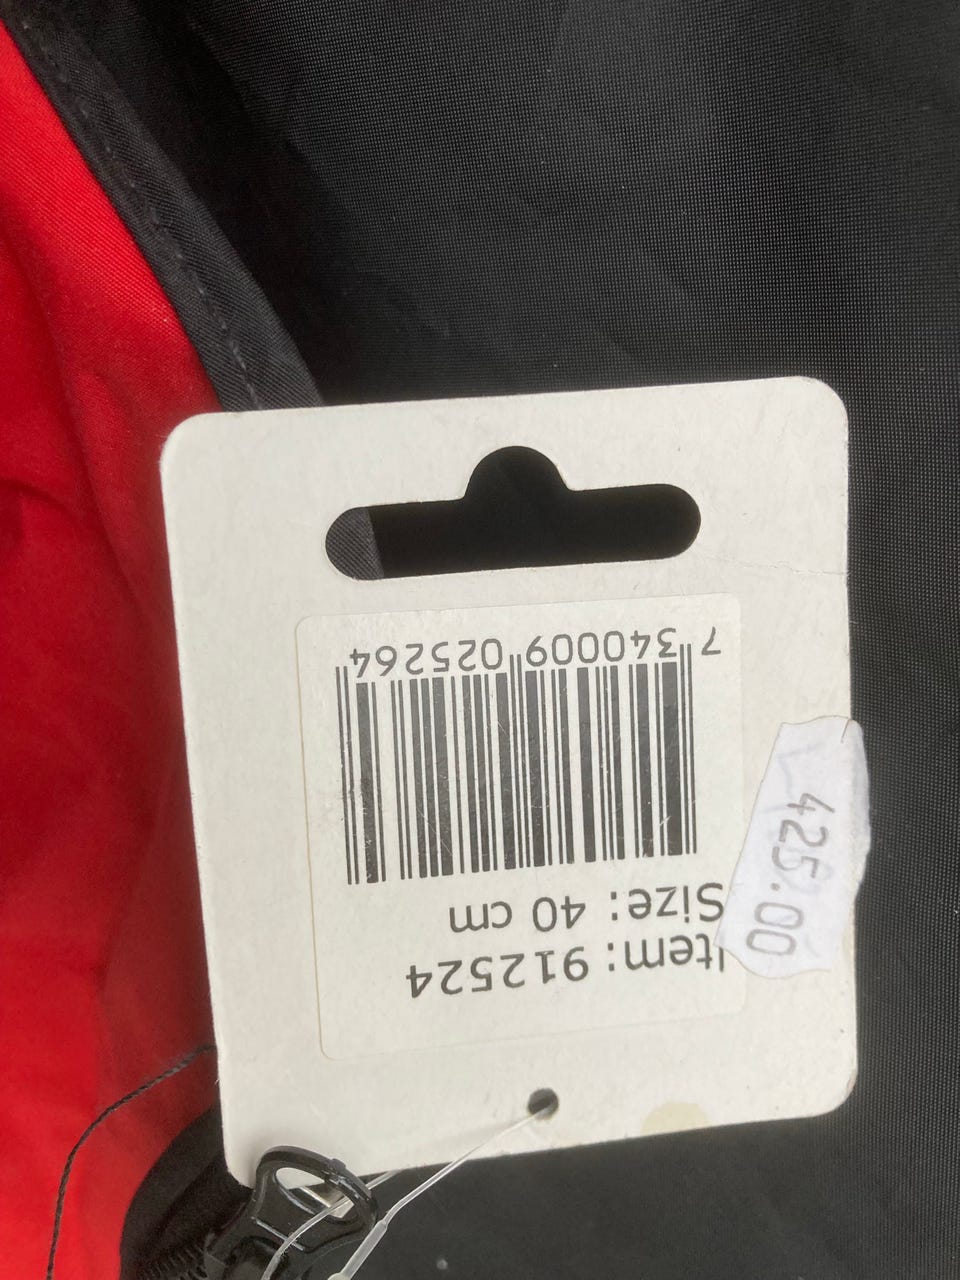 Item: 912524
Size: 40 cm
7 340009 025264
425.00